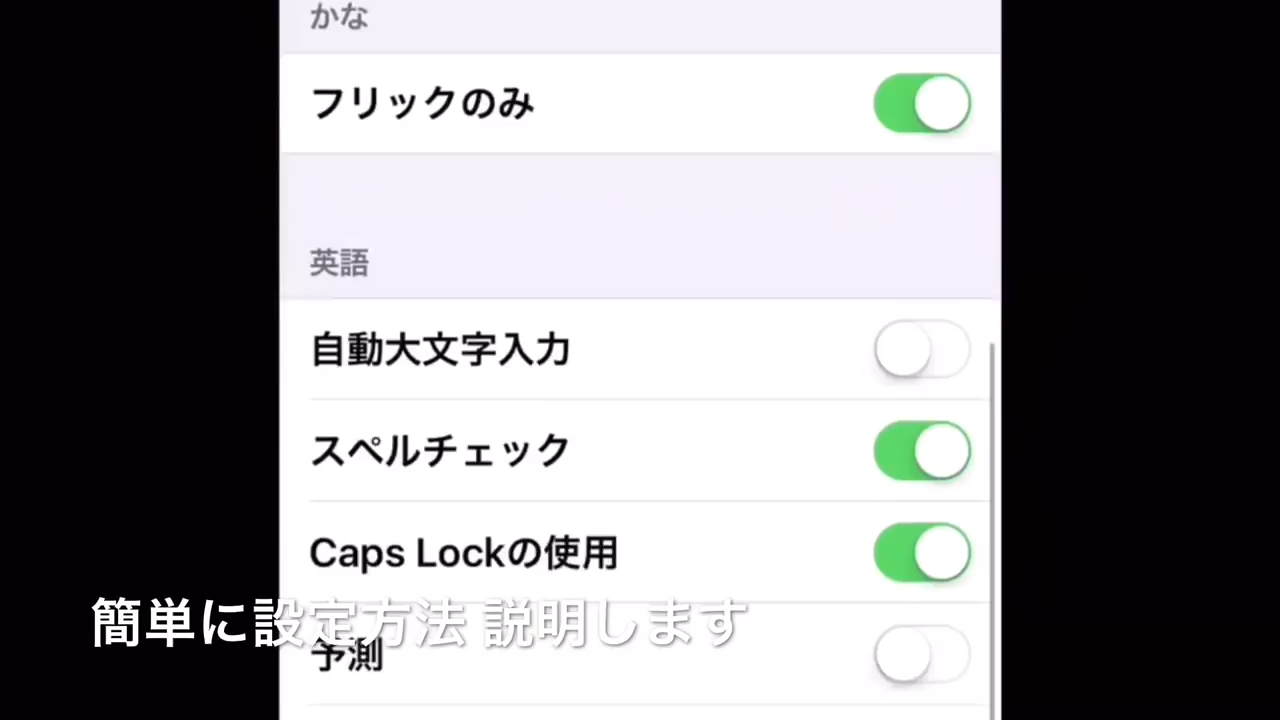 かな
フリックのみ
英語
自動大文字入力
スペルチェック
Caps Lockの使用
簡単に設定方法 説明します
予測